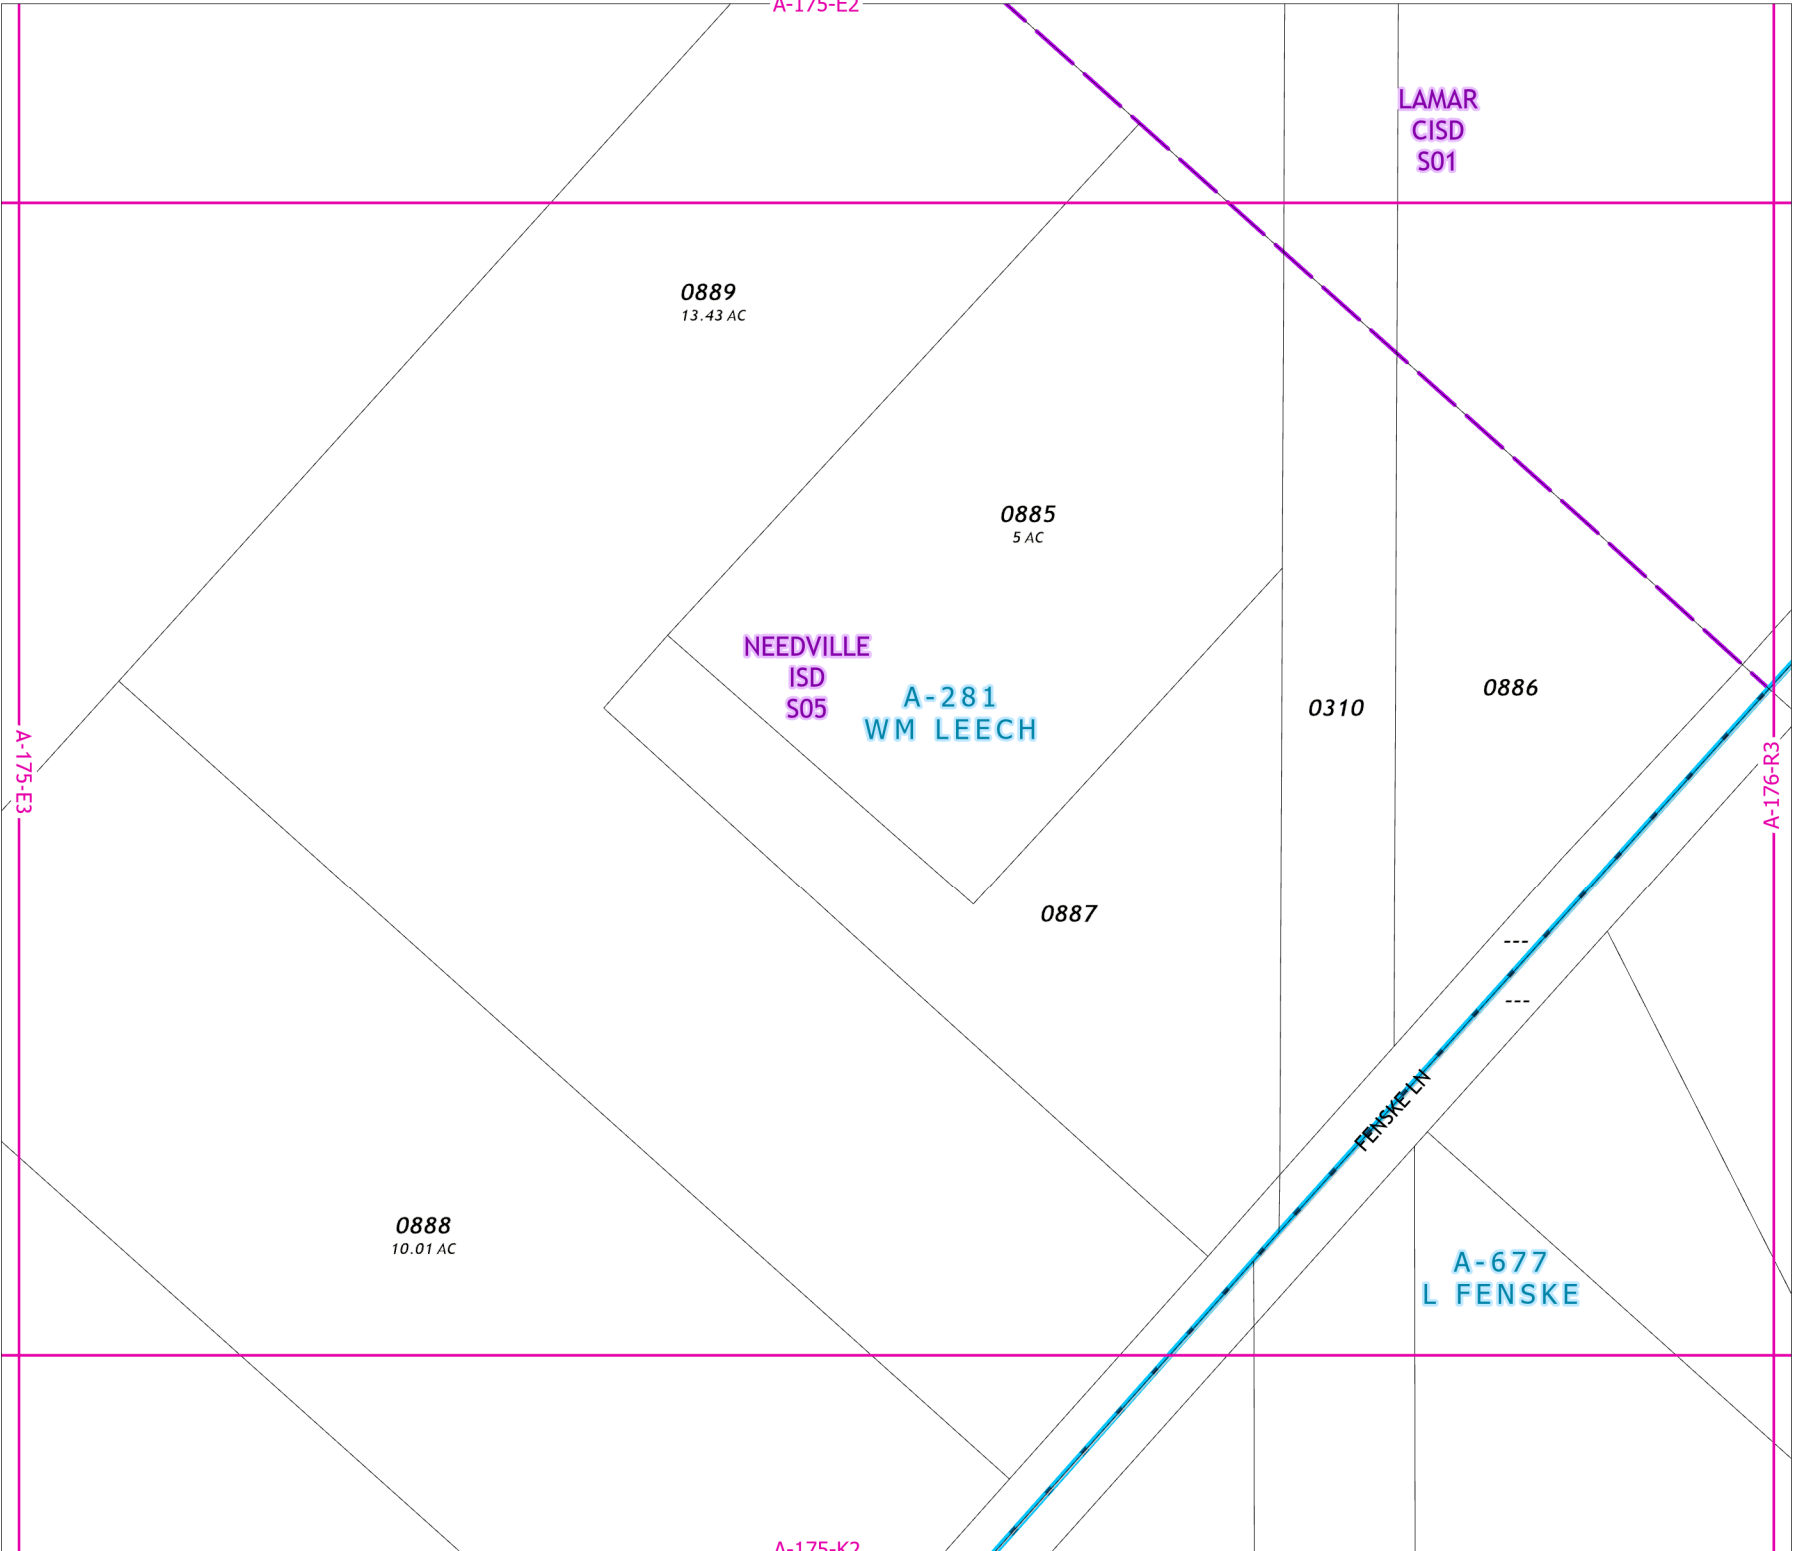 A-175-E2
LAMAR
CISD
S01
0889
13.43 AC
0885
5 AC
NEEDVILLE
ISD
S05
A-281
WM LEECH
0310
0886
A-175-E3
A-176-R3
0887
---
---
FENSKE LN
0888
10.01 AC
A-677
L FENSKE
A-175-K2